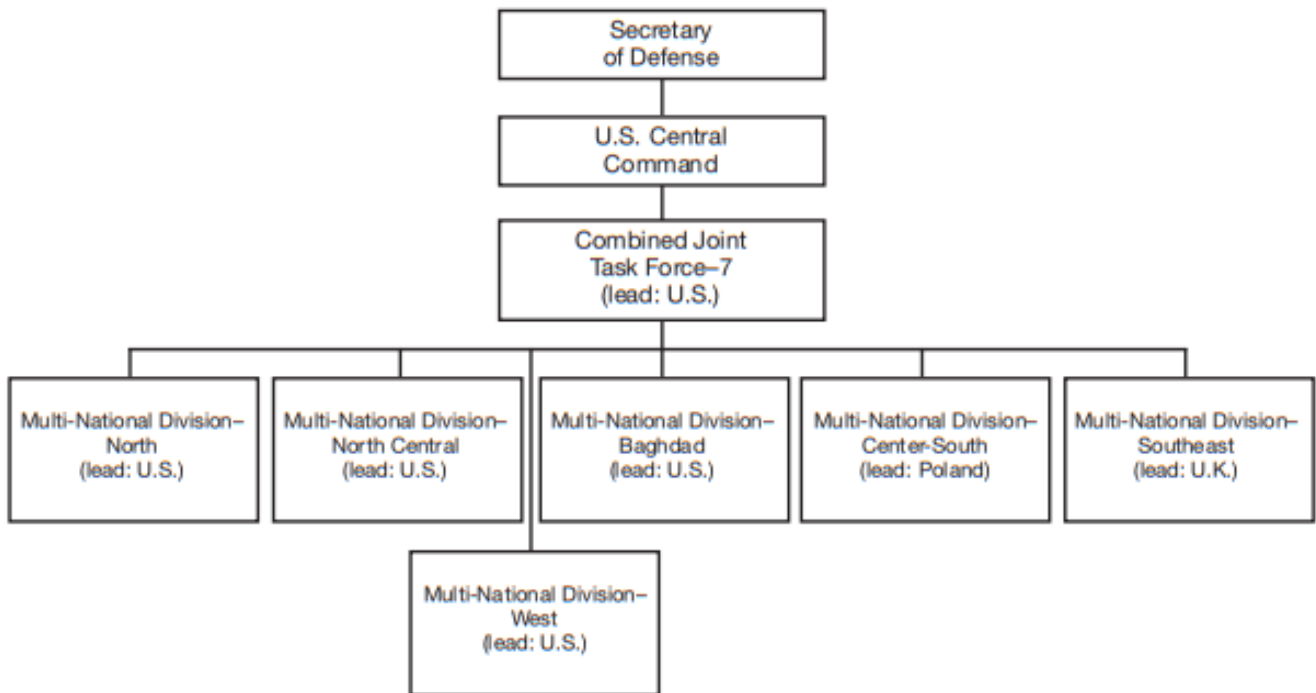 Secretary
of Defense
U.S. Central
Command
Combined Joint
Task Force–7
(lead: U.S.)
Multi-National Division–
North
(lead: U.S.)
Multi-National Division–
North Central
(lead: U.S.)
Multi-National Division–
Baghdad
(lead: U.S.)
Multi-National Division–
Center-South
(lead: Poland)
Multi-National Division–
Southeast
(lead: U.K.)
Multi-National Division–
West
(lead: U.S.)